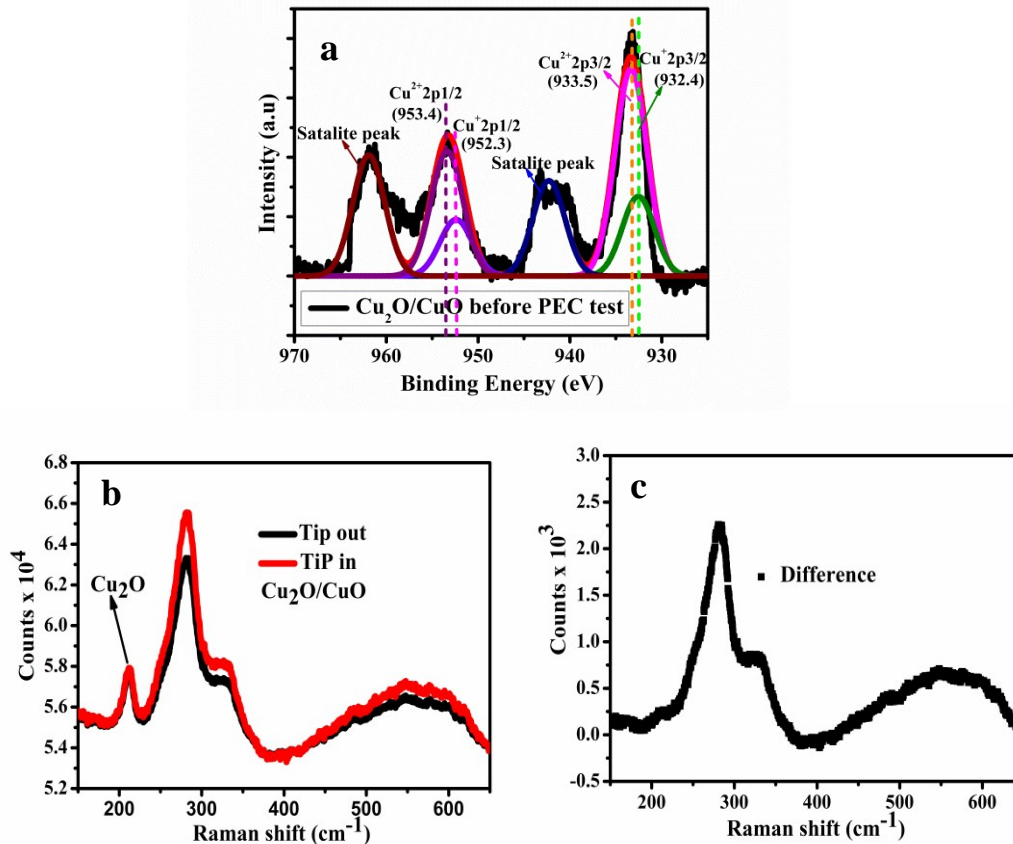 a
Cu²⁺2p3/2
(933.5)
Cu⁺2p3/2
(932.4)
Cu²⁺2p1/2
(953.4)
Cu⁺2p1/2
(952.3)
Satalite peak
Satalite peak
Intensity (a.u)
Cu₂O/CuO before PEC test
970 960 950 940 930
Binding Energy (eV)
b
Tip out
TiP in
Cu₂O/CuO
Cu₂O
Counts x 10⁴
6.8
6.6
6.4
6.2
6.0
5.8
5.6
5.4
5.2
200 300 400 500 600
Raman shift (cm⁻¹)
c
Difference
Counts x 10³
3.0
2.5
2.0
1.5
1.0
0.5
0.0
-0.5
200 300 400 500 600
Raman shift (cm⁻¹)